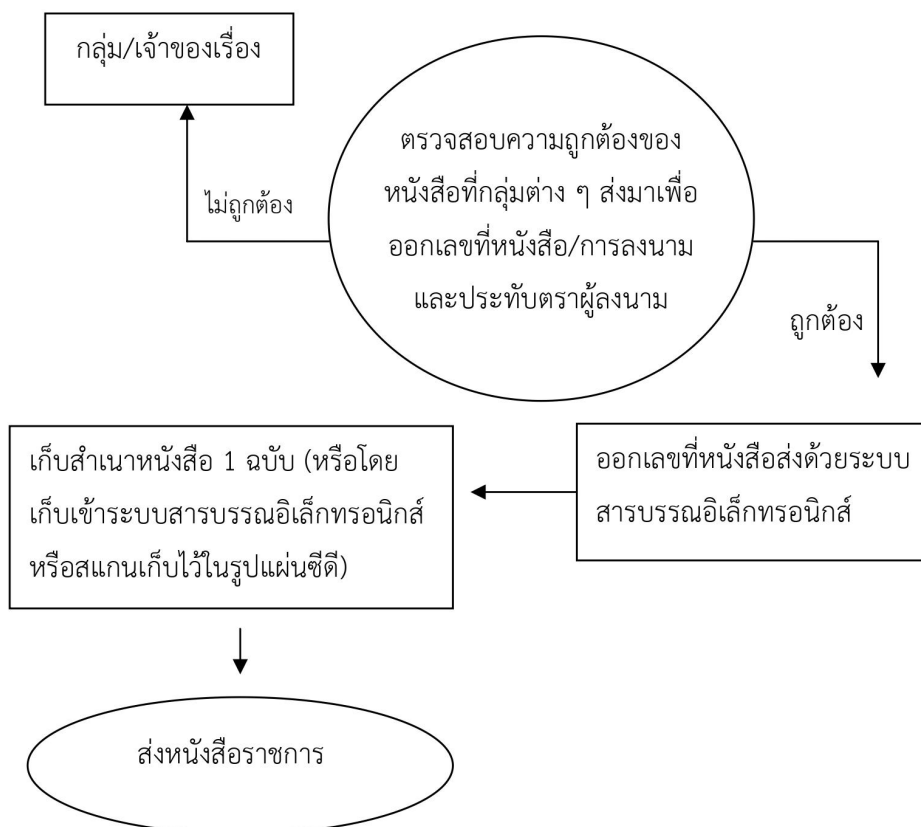 กลุ่ม/เจ้าของเรื่อง
ตรวจสอบความถูกต้องของ
หนังสือที่กลุ่มต่าง ๆ ส่งมาเพื่อ
ออกเลขที่หนังสือ/การลงนาม
และประทับตราผู้ลงนาม
ไม่ถูกต้อง
ถูกต้อง
ออกเลขที่หนังสือส่งด้วยระบบ
สารบรรณอิเล็กทรอนิกส์
เก็บสำเนาหนังสือ 1 ฉบับ (หรือโดย
เก็บเข้าระบบสารบรรณอิเล็กทรอนิกส์
หรือสแกนเก็บไว้ในรูปแผ่นซีดี)
ส่งหนังสือราชการ